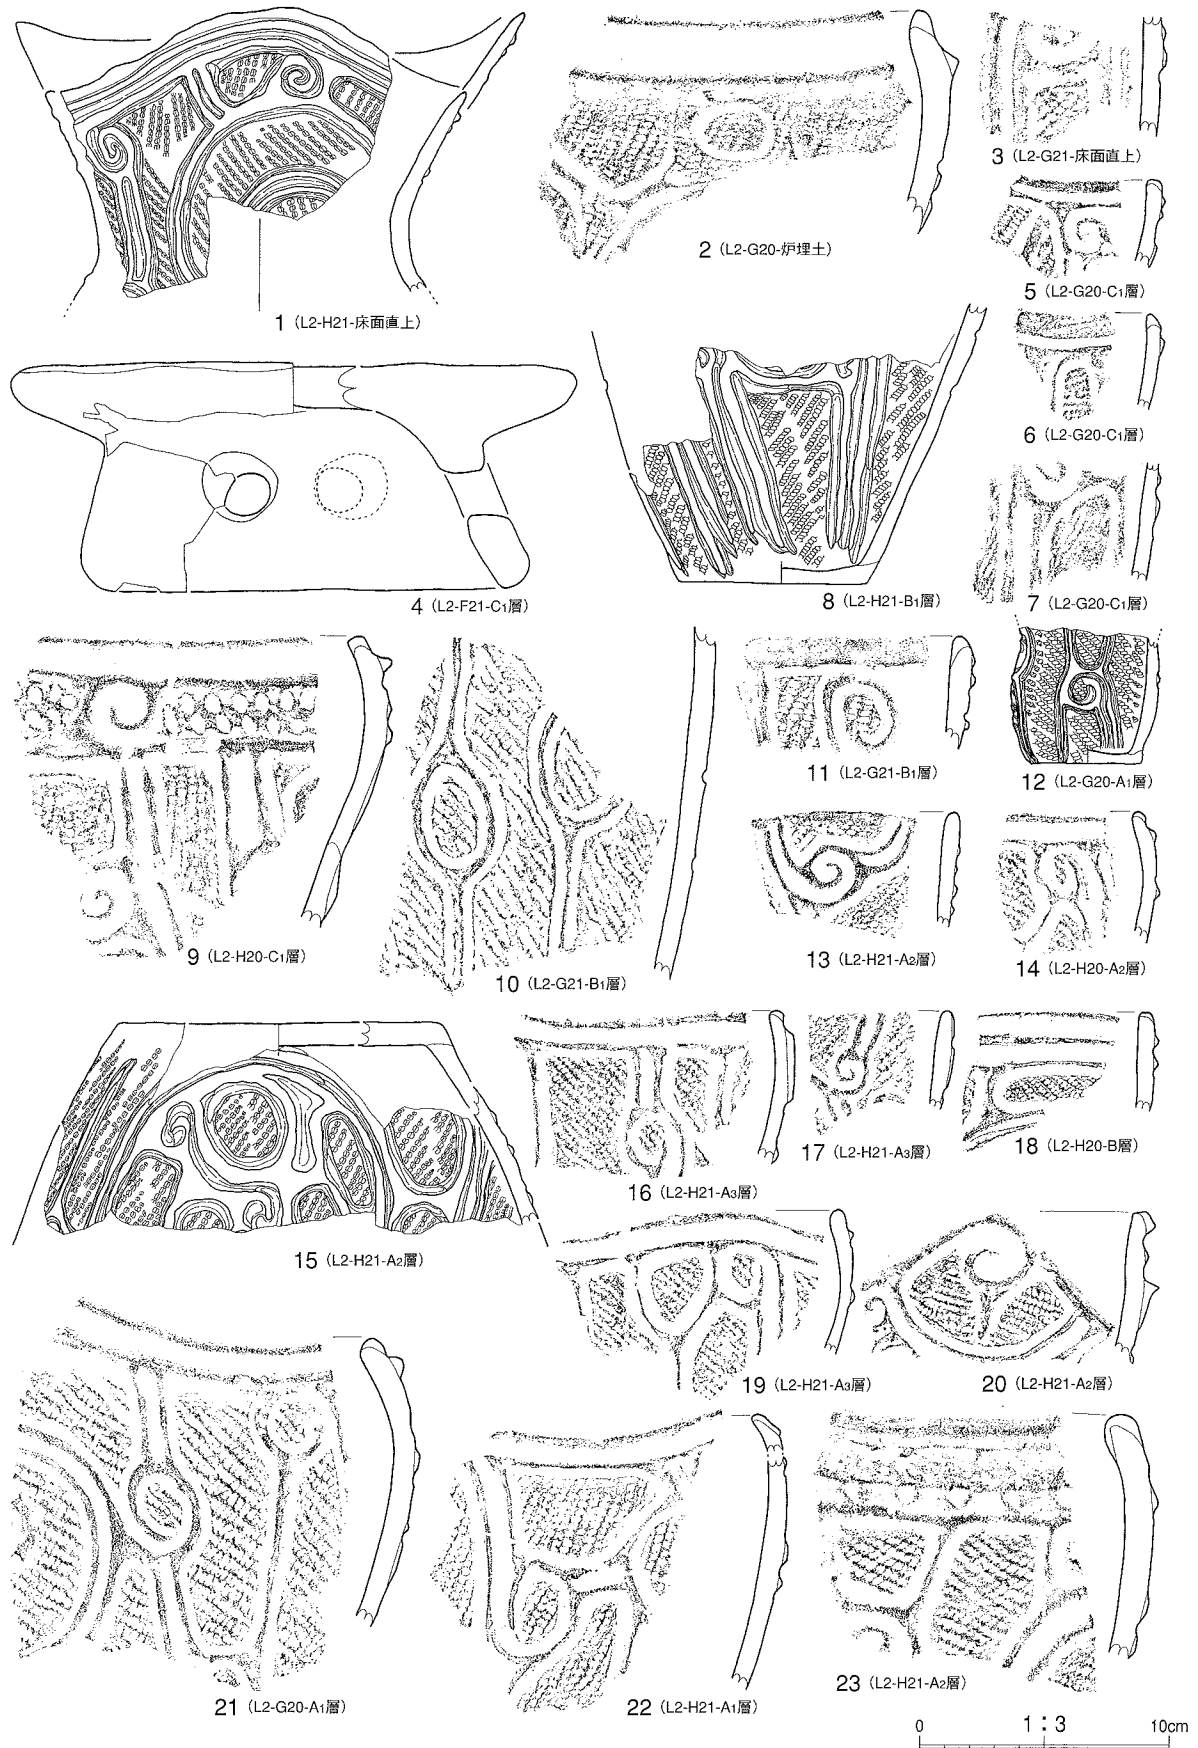 1 (L2-H21-床面直上)
2 (L2-G20-炉埋土)
3 (L2-G21-床面直上)
4 (L2-F21-C1層)
5 (L2-G20-C1層)
6 (L2-G20-C1層)
7 (L2-G20-C1層)
8 (L2-H21-B1層)
9 (L2-H20-C1層)
10 (L2-G21-B1層)
11 (L2-G21-B1層)
12 (L2-G20-A1層)
13 (L2-H21-A2層)
14 (L2-H20-A2層)
15 (L2-H21-A2層)
16 (L2-H21-A3層)
17 (L2-H21-A3層)
18 (L2-H20-B層)
19 (L2-H21-A3層)
20 (L2-H21-A2層)
21 (L2-G20-A1層)
22 (L2-H21-A1層)
23 (L2-H21-A2層)
0 1:3 10cm